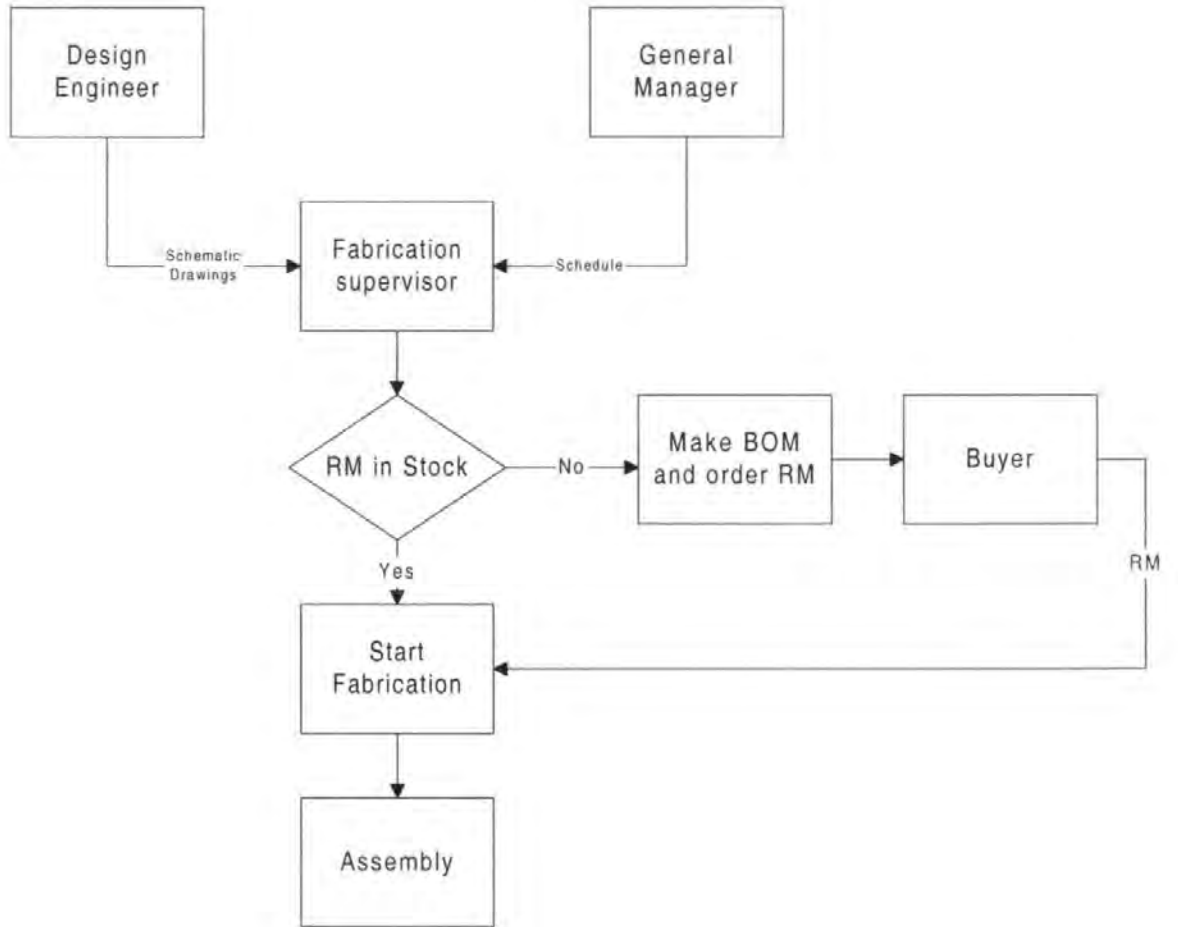 Design
Engineer
General
Manager
Schematic
Drawings
Fabrication
supervisor
Schedule
RM in Stock
No
Make BOM
and order RM
Buyer
RM
Yes
Start
Fabrication
Assembly